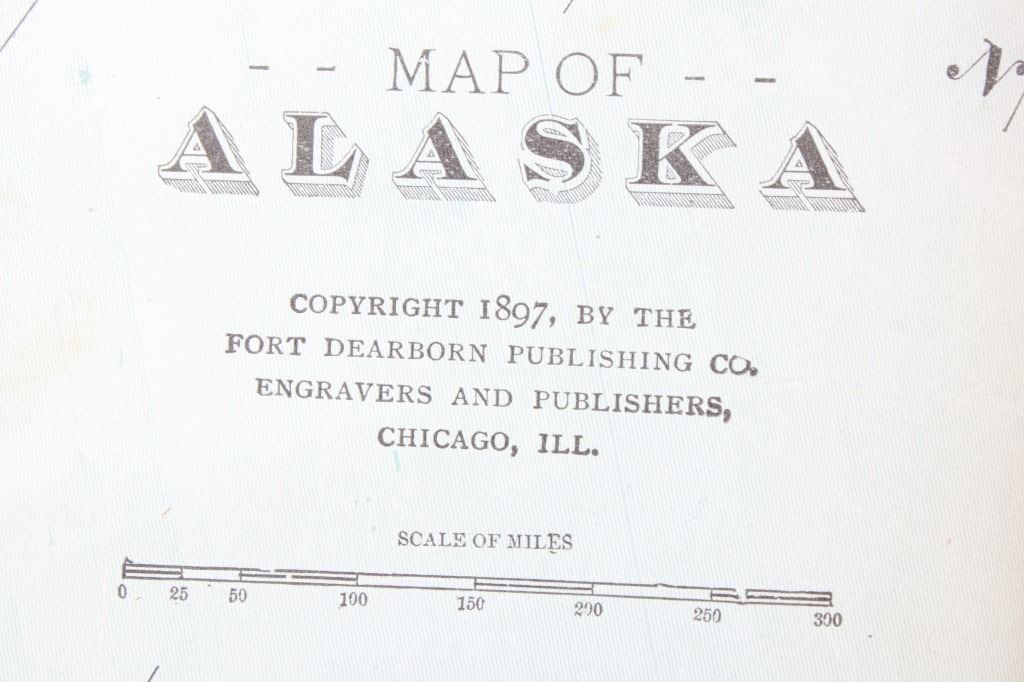 -- MAP OF --
ALASKA
COPYRIGHT 1897, BY THE
FORT DEARBORN PUBLISHING CO.
ENGRAVERS AND PUBLISHERS,
CHICAGO, ILL.
SCALE OF MILES
0 25 50 100 150 200 250 300